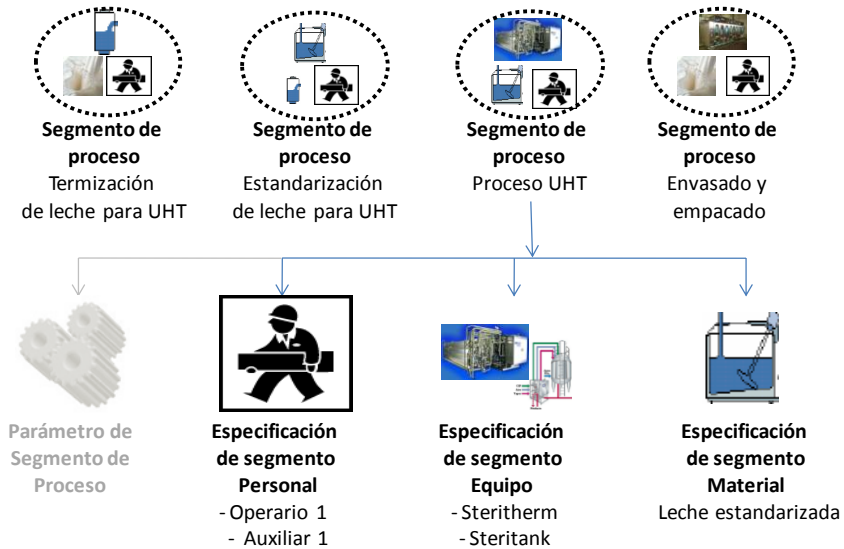 Segmento de
proceso
Termización
de leche para UHT
Segmento de
proceso
Estandarización
de leche para UHT
Segmento de
proceso
Proceso UHT
Segmento de
proceso
Envasado y
empacado
Parámetro de
Segmento de
Proceso
Especificación
de segmento
Personal
- Operario 1
- Auxiliar 1
Especificación
de segmento
Equipo
- Steritherm
- Steritank
Especificación
de segmento
Material
Leche estandarizada